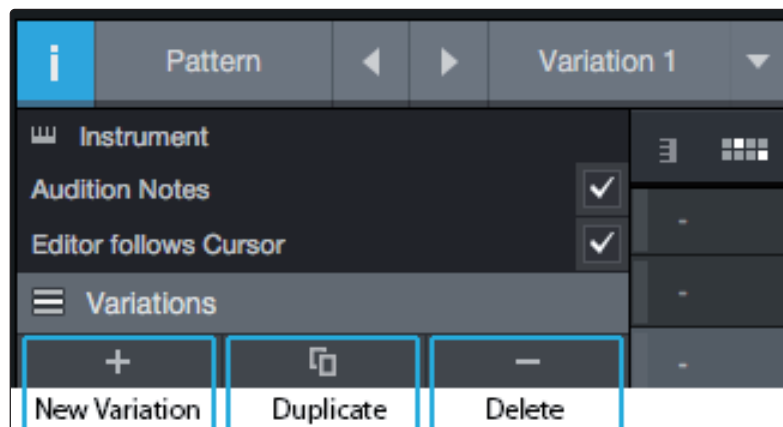 i Pattern Variation 1
Instrument
Audition Notes
Editor follows Cursor
Variations
New Variation Duplicate Delete